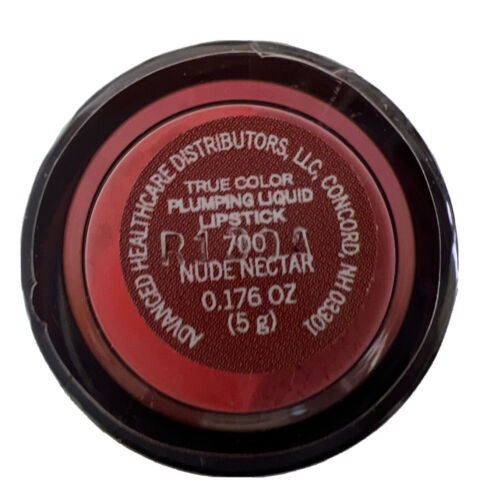 ADVANCED HEALTHCARE DISTRIBUTORS, LLC, CONCORD, NH 03301
TRUE COLOR
PLUMPING LIQUID
LIPSTICK
700
NUDE NECTAR
0.176 OZ
(5 g)